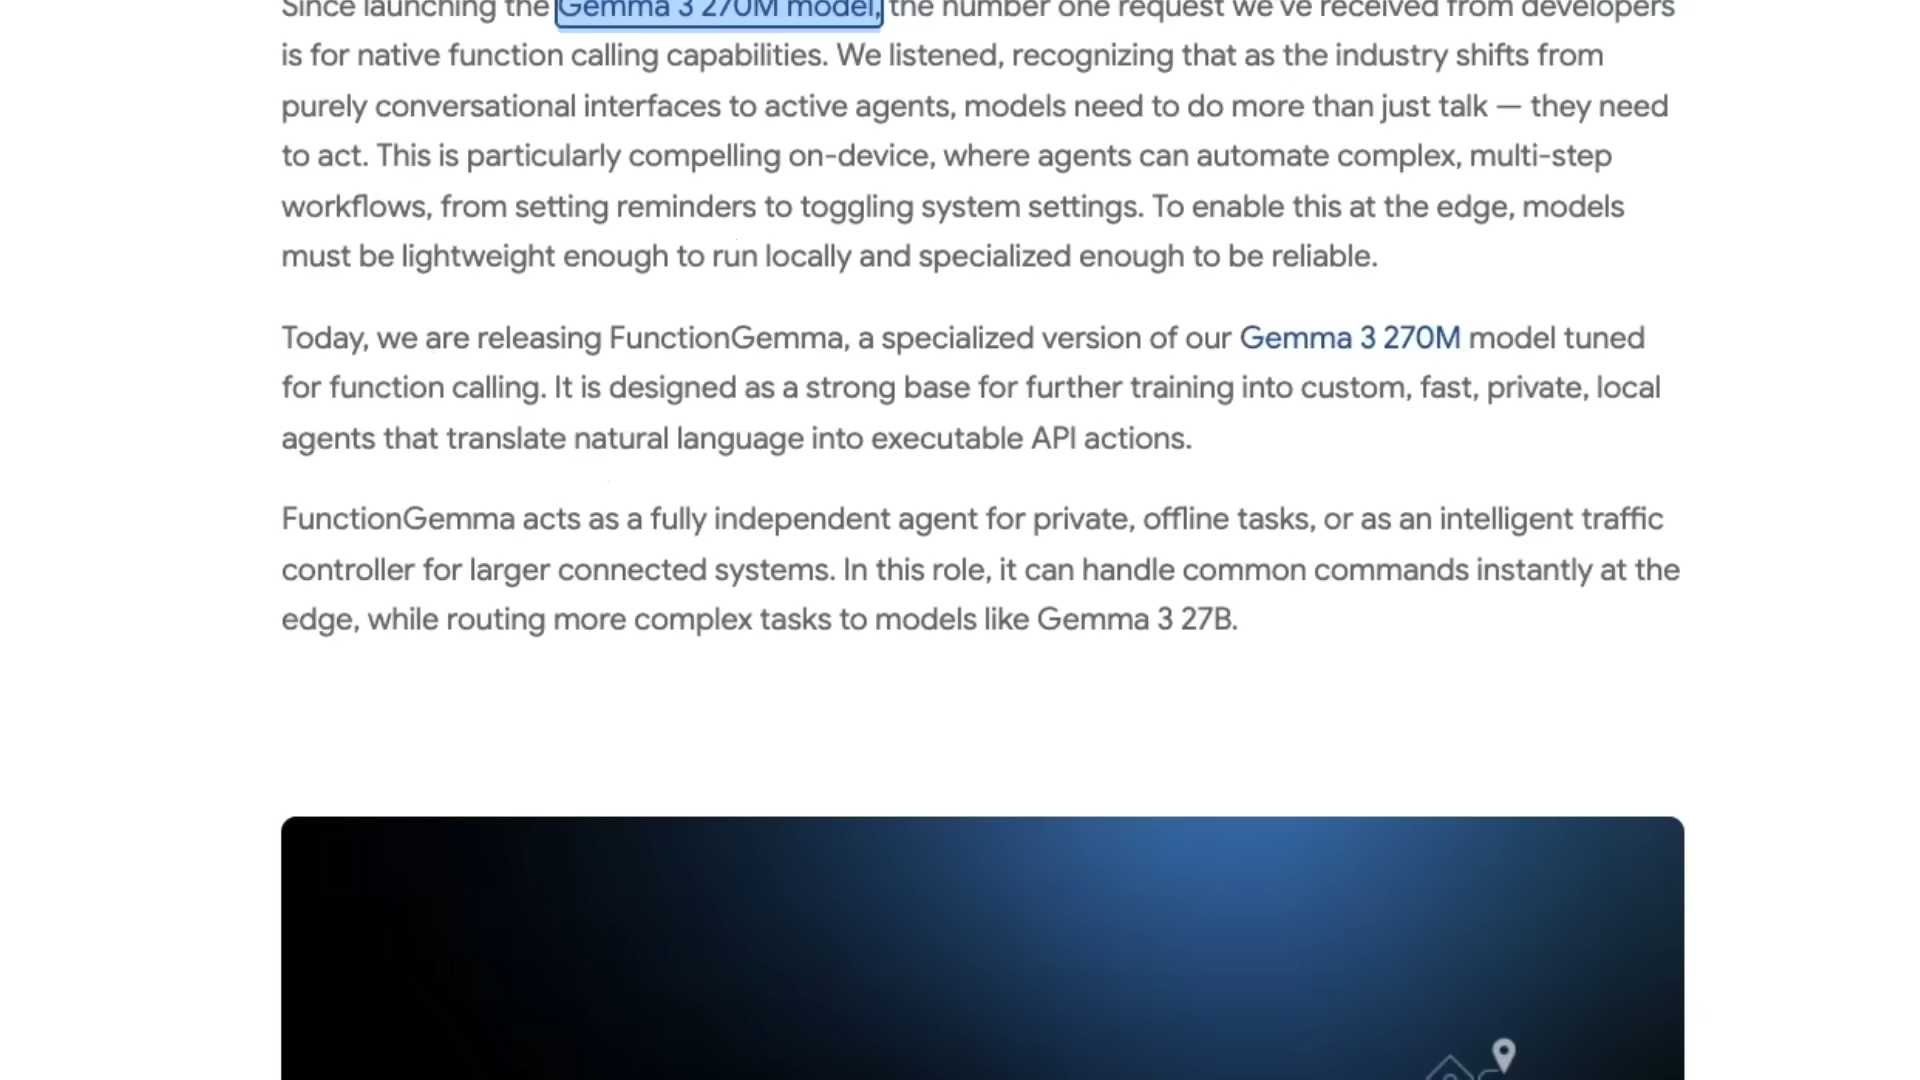 Since launching the Gemma 3 270M model, the number one request we've received from developers
is for native function calling capabilities. We listened, recognizing that as the industry shifts from
purely conversational interfaces to active agents, models need to do more than just talk — they need
to act. This is particularly compelling on-device, where agents can automate complex, multi-step
workflows, from setting reminders to toggling system settings. To enable this at the edge, models
must be lightweight enough to run locally and specialized enough to be reliable.
Today, we are releasing FunctionGemma, a specialized version of our Gemma 3 270M model tuned
for function calling. It is designed as a strong base for further training into custom, fast, private, local
agents that translate natural language into executable API actions.
FunctionGemma acts as a fully independent agent for private, offline tasks, or as an intelligent traffic
controller for larger connected systems. In this role, it can handle common commands instantly at the
edge, while routing more complex tasks to models like Gemma 3 27B.